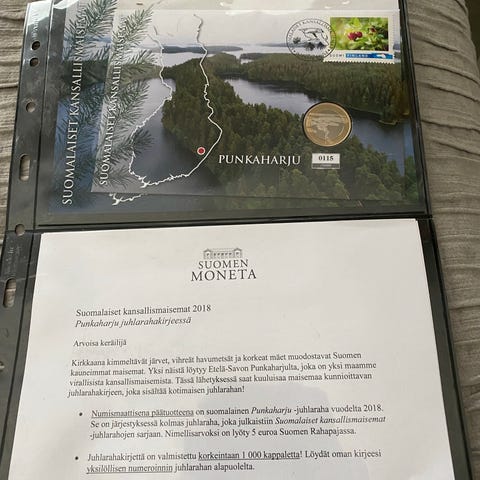 SUOMALAISET KANSALLISMAISEMAT
SUOMALAISET KANSALLISMAISE
SUOMI FINLAND
PUNKAHARJU
0115
SUOMEN
MONETA
Suomalaiset kansallismaisemat 2018
Punkaharju juhlarahakirjeessä
Arvoisa keräilijä
Kirkkaana kimmeltävät järvet, vihreät havumetsät ja korkeat mäet muodostavat Suomen
kauneimmat maisemat. Yksi näistä löytyy Etelä-Savon Punkaharjulta, joka on yksi maamme
virallisista kansallismaisemista. Tässä lähetyksessä saat kuuluisaa maisemaa kunnioittavan
juhlarahakirjeen, joka sisältää kotimaisen juhlarahan!
• Numismaattisena päätuotteena on suomalainen Punkaharju -juhlaraha vuodelta 2018.
Se on järjestyksessä kolmas juhlaraha, joka julkaistiin Suomalaiset kansallismaisemat
-juhlarahojen sarjaan. Nimellisarvoksi on lyöty 5 euroa Suomen Rahapajassa.
• Juhlarahakirjettä on valmistettu korkeintaan 1 000 kappaletta! Löydät oman kirjeesi
yksilöllisen numeroinnin juhlarahan alapuolelta.